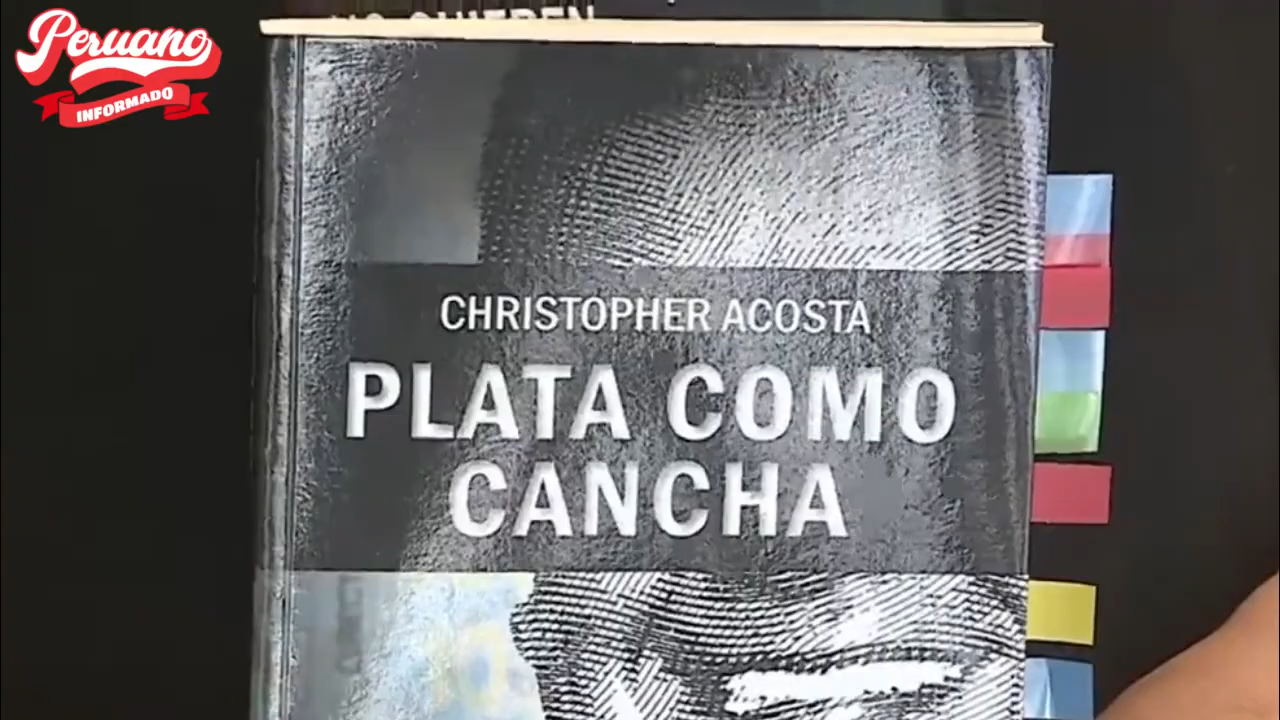 Peruano
INFORMADO
CHRISTOPHER ACOSTA
PLATA COMO
CANCHA